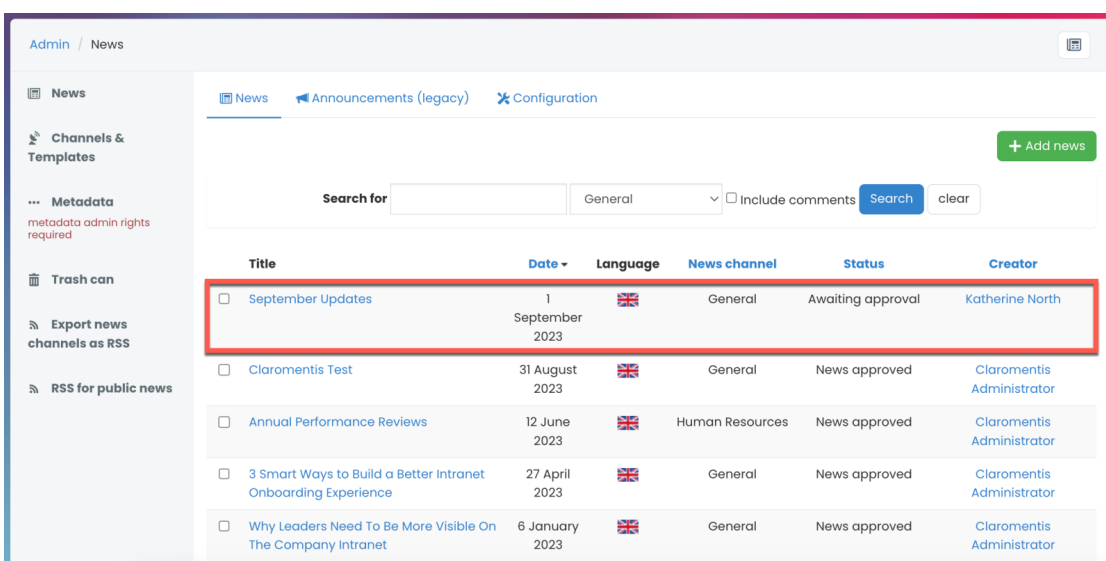 Admin / News
News
Channels &
Templates
Metadata
metadata admin rights
required
Trash can
Export news
channels as RSS
RSS for public news
News Announcements (legacy) Configuration
+ Add news
Search for General Include comments Search clear
Title Date Language News channel Status Creator
September Updates 1 General Awaiting approval Katherine North
September
2023
Claromentis Test 31 August General News approved Claromentis
2023 Administrator
Annual Performance Reviews 12 June Human Resources News approved Claromentis
2023 Administrator
3 Smart Ways to Build a Better Intranet 27 April General News approved Claromentis
Onboarding Experience 2023 Administrator
Why Leaders Need To Be More Visible On 6 January General News approved Claromentis
The Company Intranet 2023 Administrator